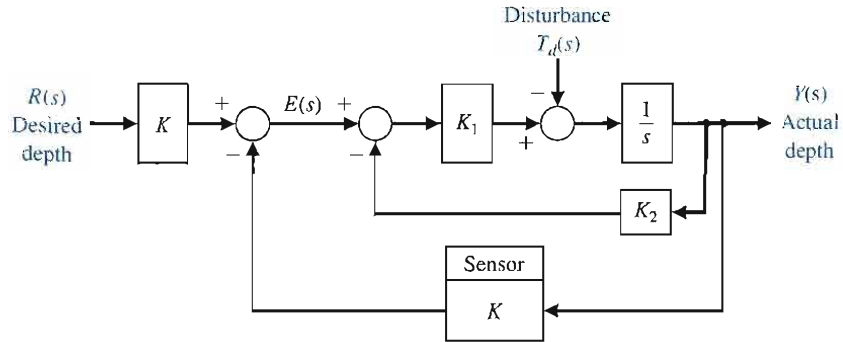 Disturbance
T_d(s)
R(s)
Desired
depth
K
+
−
E(s)
+
−
K₁
−
+
1
s
Y(s)
Actual
depth
K₂
Sensor
K